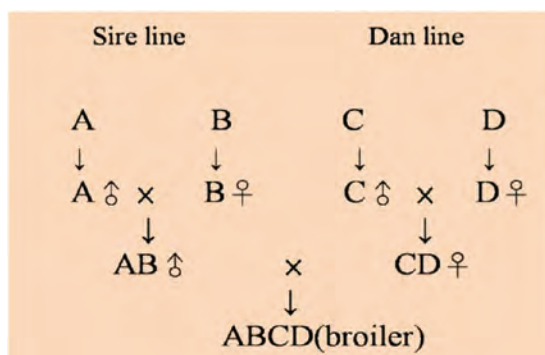 Sire line Dan line
A B C D
↓ ↓ ↓ ↓
A♂ × B♀ C♂ × D♀
↓ ↓
AB♂ × CD♀
↓
ABCD(broiler)